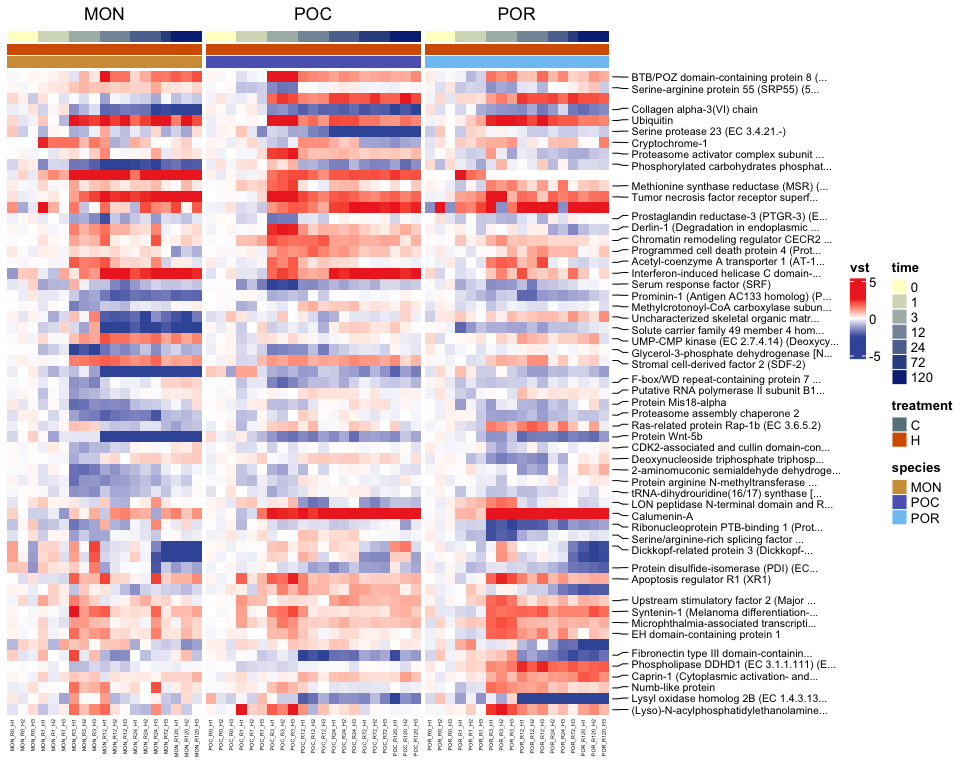 MON POC POR
BTB/POZ domain-containing protein 8 (...
Serine-arginine protein 55 (SRP55) (5...
Collagen alpha-3(VI) chain
Ubiquitin
Serine protease 23 (EC 3.4.21.-)
Cryptochrome-1
Proteasome activator complex subunit ...
Phosphorylated carbohydrates phosphat...
Methionine synthase reductase (MSR) (...
Tumor necrosis factor receptor superf...
Prostaglandin reductase-3 (PTGR-3) (E...
Derlin-1 (Degradation in endoplasmic ...
Chromatin remodeling regulator CECR2 ...
Programmed cell death protein 4 (Prot...
Acetyl-coenzyme A transporter 1 (AT-1...
Interferon-induced helicase C domain-...
Serum response factor (SRF)
Prominin-1 (Antigen AC133 homolog) (P...
Methylcrotonyl-CoA carboxylase subun...
Uncharacterized skeletal organic matr...
Solute carrier family 49 member 4 hom...
UMP-CMP kinase (EC 2.7.4.14) (Deoxycy...
Glycerol-3-phosphate dehydrogenase [N...
Stromal cell-derived factor 2 (SDF-2)
F-box/WD repeat-containing protein 7 ...
Putative RNA polymerase II subunit B1...
Protein Mis18-alpha
Proteasome assembly chaperone 2
Ras-related protein Rap-1b (EC 3.6.5.2)
Protein Wnt-5b
CDK2-associated and cullin domain-con...
Deoxynucleoside triphosphate triphosp...
2-aminomuconic semialdehyde dehydroge...
Protein arginine N-methyltransferase ...
tRNA-dihydrouridine(16/17) synthase [...
LON peptidase N-terminal domain and R...
Calumenin-A
Ribonucleoprotein PTB-binding 1 (Prot...
Serine/arginine-rich splicing factor ...
Dickkopf-related protein 3 (Dickkopf-...
Protein disulfide-isomerase (PDI) (EC...
Apoptosis regulator R1 (XR1)
Upstream stimulatory factor 2 (Major ...
Syntenin-1 (Melanoma differentiation-...
Microphthalmia-associated transcripti...
EH domain-containing protein 1
Fibronectin type III domain-containin...
Phospholipase DDHD1 (EC 3.1.1.111) (E...
Caprin-1 (Cytoplasmic activation- and...
Numb-like protein
Lysyl oxidase homolog 2B (EC 1.4.3.13...
(Lyso)-N-acylphosphatidylethanolamine...
vst
5
0
-5
time
0
1
3
12
24
72
120
treatment
C
H
species
MON
POC
POR